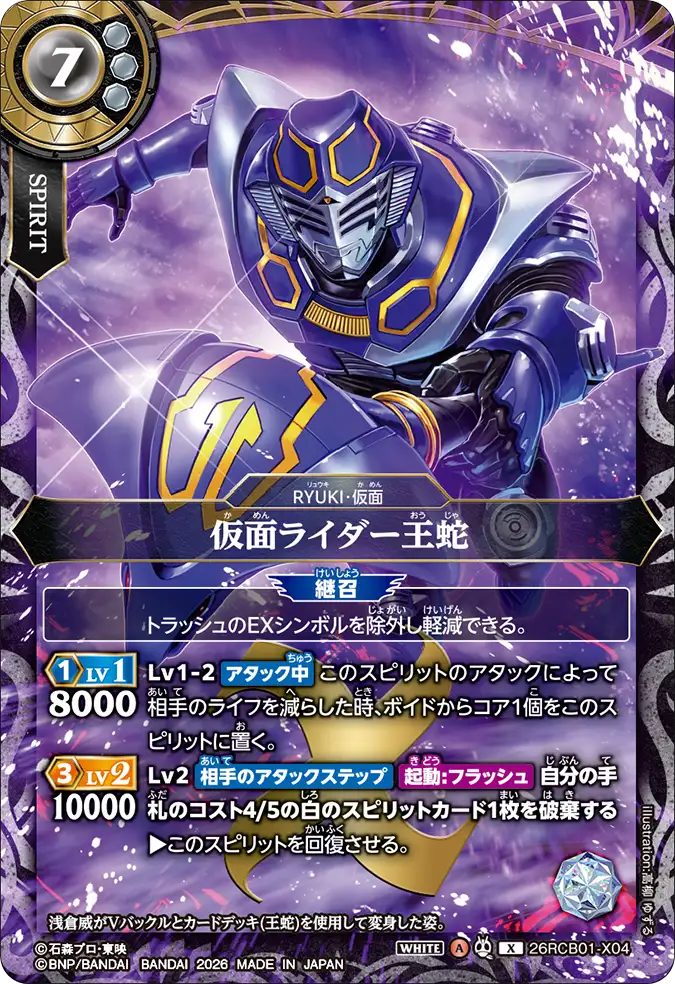 7
SPIRIT
RYUKI・仮面
仮面ライダー王蛇
継召
トラッシュのEXシンボルを除外し軽減できる。
1 LV1 8000
Lv1-2 アタック中 このスピリットのアタックによって
相手のライフを減らした時、ボイドからコア1個をこのス
ピリットに置く。
3 LV2 10000
Lv2 相手のアタックステップ 起動:フラッシュ 自分の手
札のコスト4/5の白のスピリットカード1枚を破棄する
▶このスピリットを回復させる。
浅倉威がVバックルとカードデッキ(王蛇)を使用して変身した姿。
illustration:高柳 ゆずる
©石森プロ・東映
©BNP/BANDAI BANDAI 2026 MADE IN JAPAN
WHITE A X 26RCB01-X04